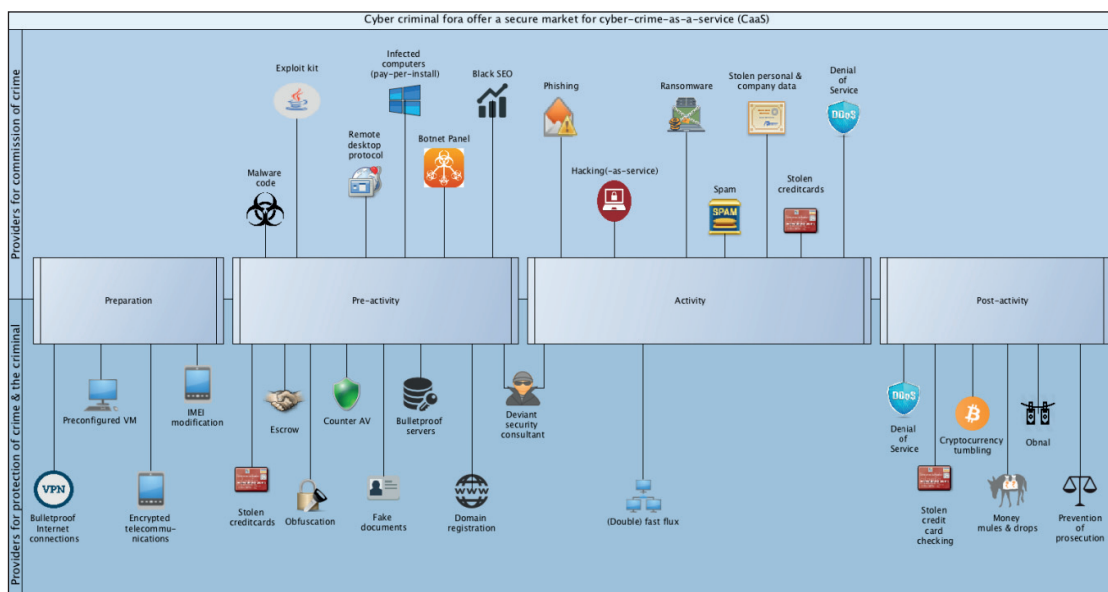 Cyber criminal fora offer a secure market for cyber-crime-as-a-service (CaaS)
Providers for commission of crime
Exploit kit
Infected
computers
(pay-per-install)
Black SEO
Phishing
Ransomware
Stolen personal &
company data
Denial
of
Service
DDoS
Remote
desktop
protocol
Botnet Panel
Malware
code
Hacking(-as-service)
Spam
SPAM
Stolen
creditcards
Preparation
Pre-activity
Activity
Post-activity
Providers for protection of crime & the criminal
Preconfigured VM
IMEI
modification
Escrow
Counter AV
Bulletproof
servers
Deviant
security
consultant
DDoS
Denial
of
Service
Cryptocurrency
tumbling
Obnal
VPN
Bulletproof
Internet
connections
Encrypted
telecommu-
nications
Stolen
creditcards
Obfuscation
Fake
documents
www
Domain
registration
(Double) fast flux
Stolen
credit
card
checking
Money
mules & drops
Prevention
of
prosecution